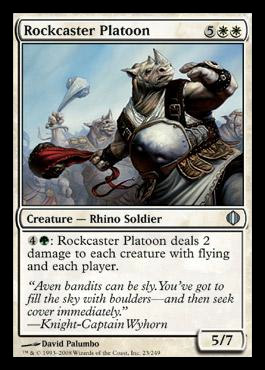 Rockcaster Platoon 5
Creature — Rhino Soldier
4 : Rockcaster Platoon deals 2
damage to each creature with flying
and each player.
“Aven bandits can be sly.You’ve got to
fill the sky with boulders—and then seek
cover immediately.”
—Knight-Captain Wyhorn
David Palumbo
5/7
™ & © 1993–2008 Wizards of the Coast, Inc. 23/249